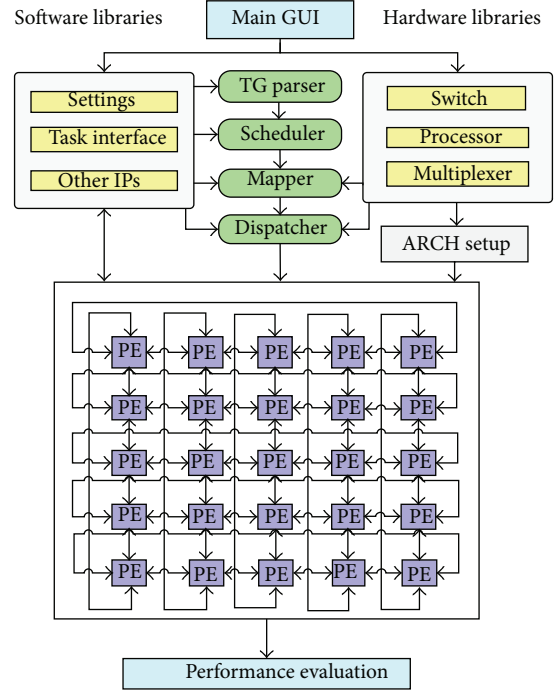 Software libraries
Main GUI
Hardware libraries
TG parser
Settings
Switch
Task interface
Scheduler
Processor
Other IPs
Mapper
Multiplexer
Dispatcher
ARCH setup
PE PE PE PE PE
PE PE PE PE PE
PE PE PE PE PE
PE PE PE PE PE
PE PE PE PE PE
Performance evaluation